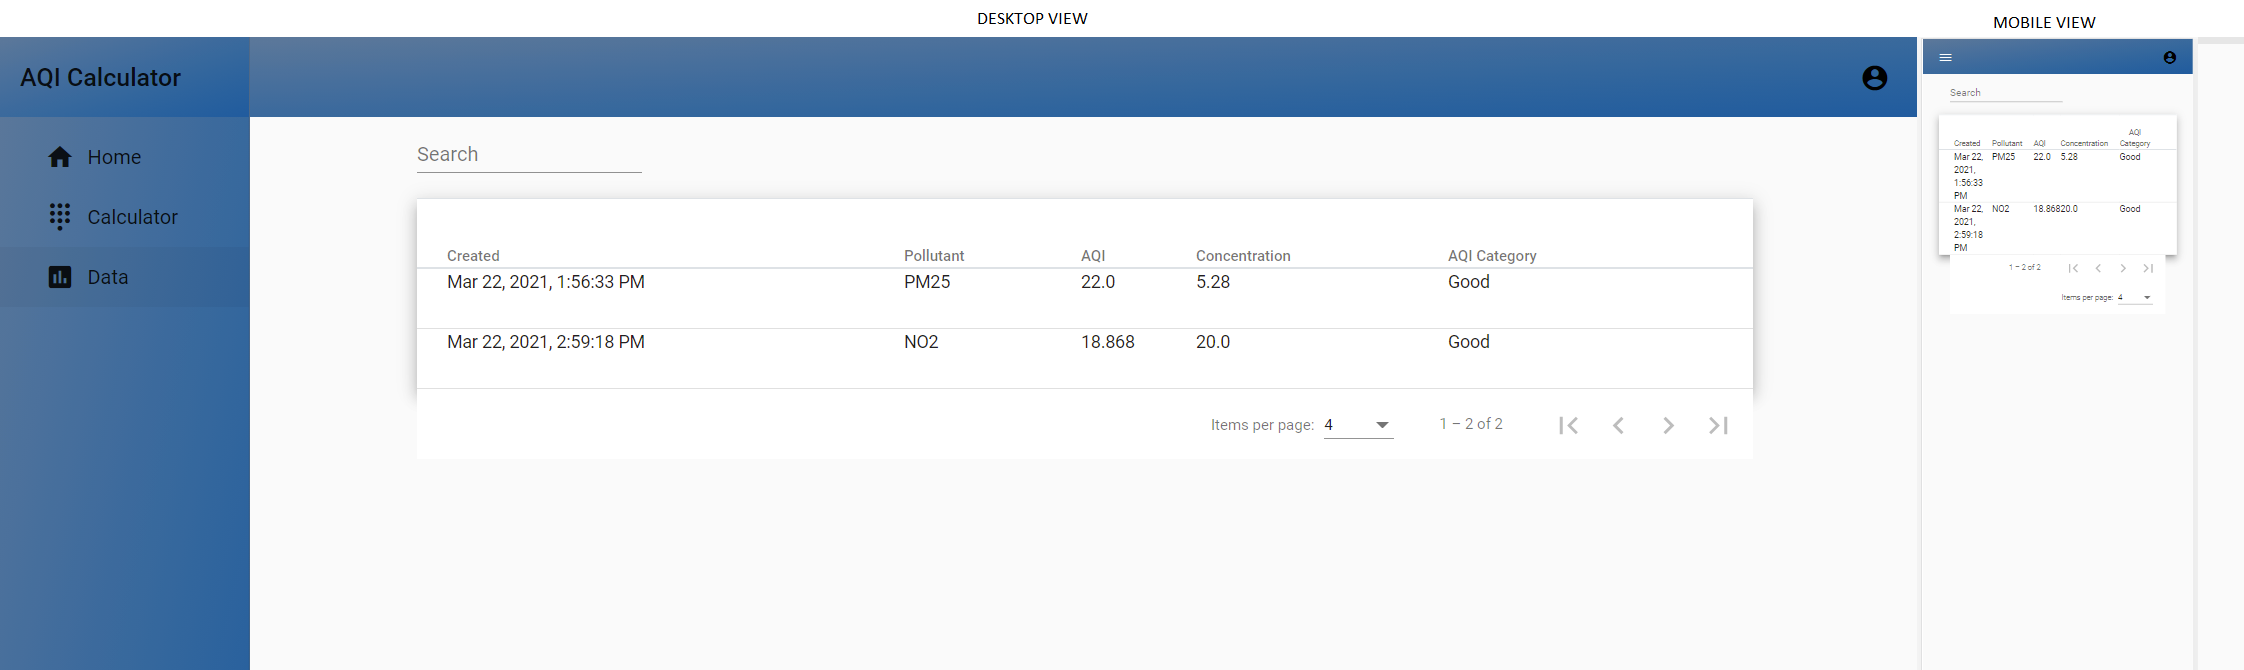 DESKTOP VIEW
AQI Calculator
Home
Calculator
Data
Search
Created Pollutant AQI Concentration AQI Category
Mar 22, 2021, 1:56:33 PM PM25 22.0 5.28 Good
Mar 22, 2021, 2:59:18 PM NO2 18.868 20.0 Good
Items per page: 4 1 – 2 of 2
MOBILE VIEW
Search
AQI
Created Pollutant AQI Concentration Category
Mar 22, PM25 22.0 5.28 Good
2021,
1:56:33
PM
Mar 22, NO2 18.86820.0 Good
2021,
2:59:18
PM
1 – 2 of 2
Items per page: 4